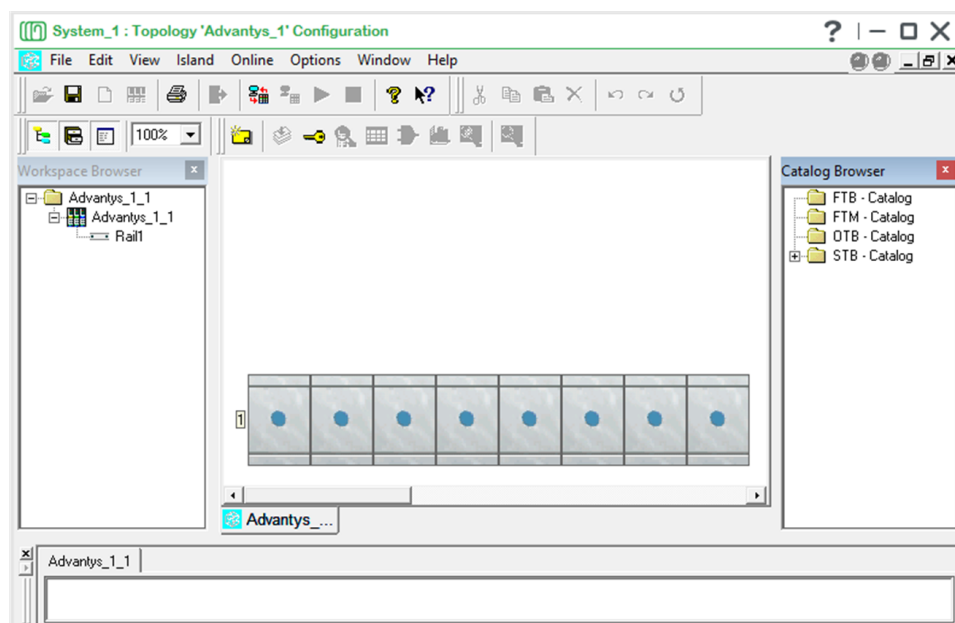 System_1 : Topology 'Advantys_1' Configuration
File Edit View Island Online Options Window Help
100%
Workspace Browser
Advantys_1_1
Advantys_1_1
Rail1
1
Advantys_...
Catalog Browser
FTB - Catalog
FTM - Catalog
OTB - Catalog
STB - Catalog
Advantys_1_1